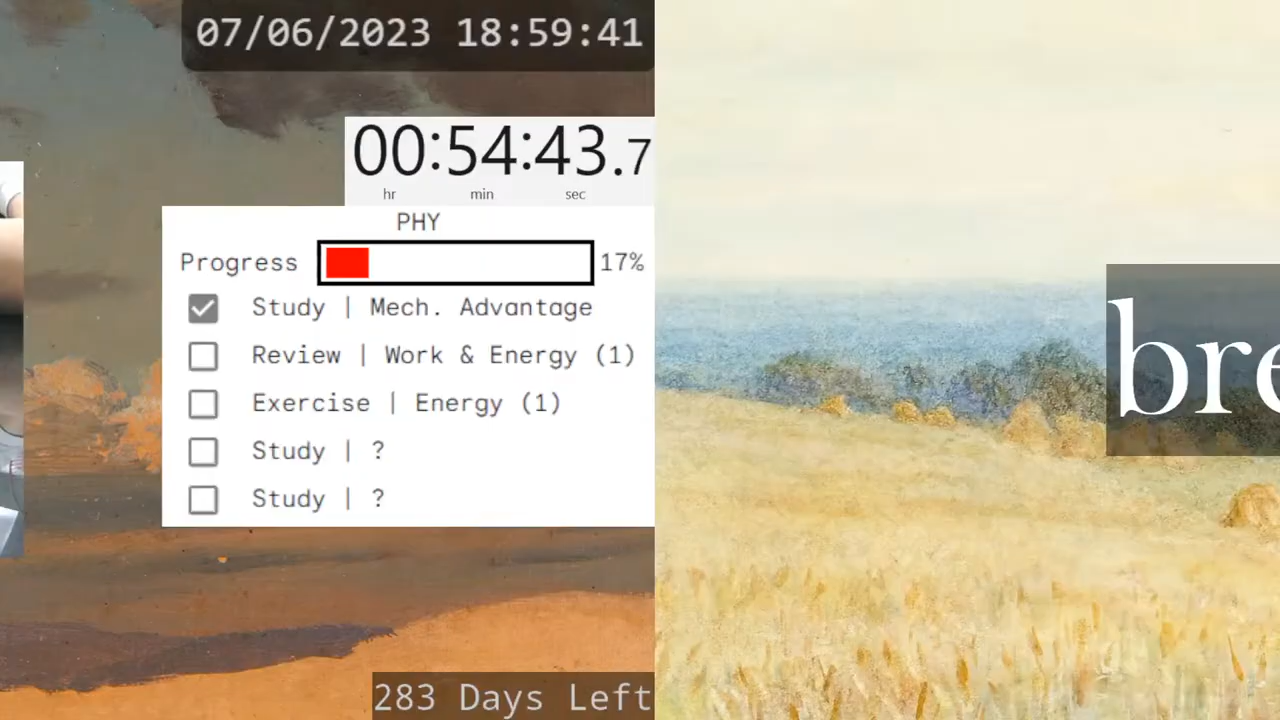 07/06/2023 18:59:41
00:54:43.7
hr min sec
PHY
Progress 17%
Study | Mech. Advantage
Review | Work & Energy (1)
Exercise | Energy (1)
Study | ?
Study | ?
283 Days Left
bre